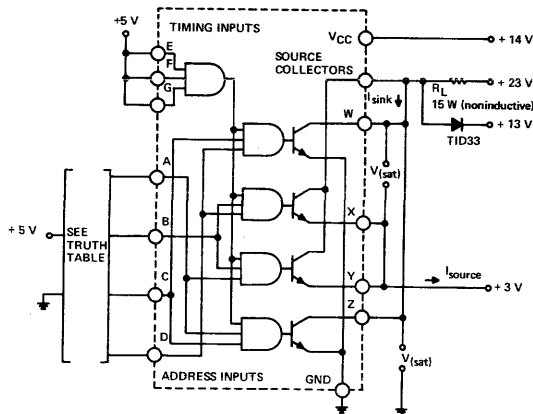 TIMING INPUTS
+5 V
E
F
G
VCC
+ 14 V
SOURCE
COLLECTORS
+ 23 V
RL
15 W (noninductive)
Isink
+ 13 V
TID33
W
A
V(sat)
B
X
+ 5 V
SEE
TRUTH
TABLE
C
Y
Isource
+ 3 V
Z
D
V(sat)
ADDRESS INPUTS
GND